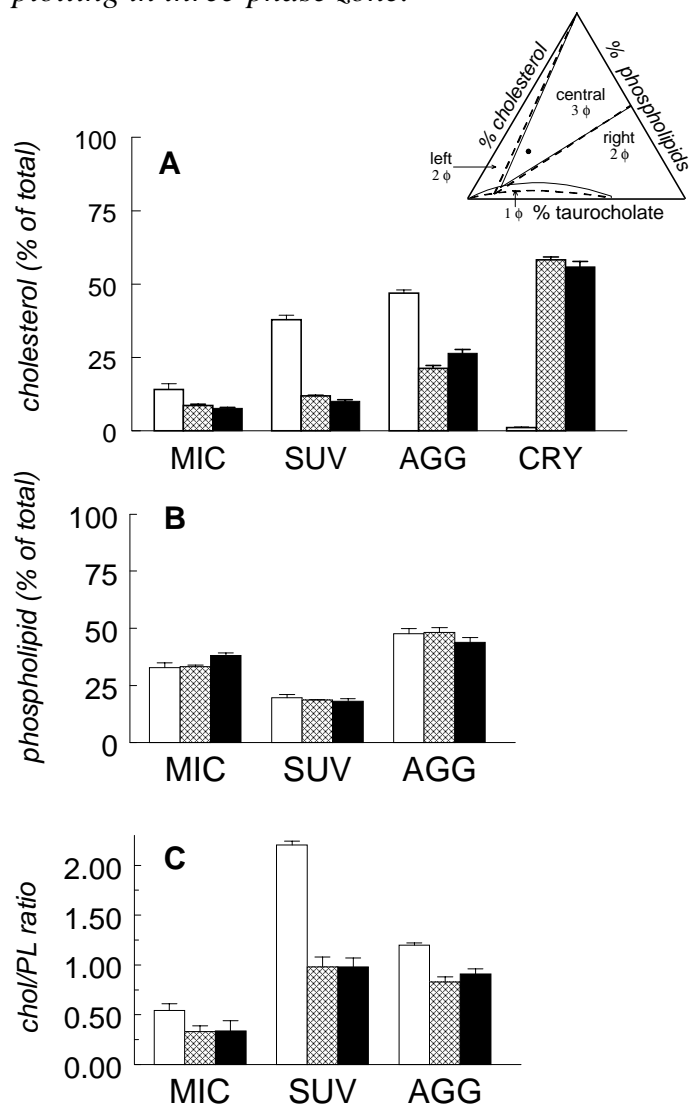 plotting in three phase zone.
% cholesterol
% phospholipids
central
3 ϕ
right
2 ϕ
left
2 ϕ
1 ϕ % taurocholate
A
cholesterol (% of total)
100
75
50
25
0
MIC SUV AGG CRY
B
phospholipid (% of total)
100
75
50
25
0
MIC SUV AGG
C
chol/PL ratio
2.00
1.50
1.00
0.50
0.00
MIC SUV AGG